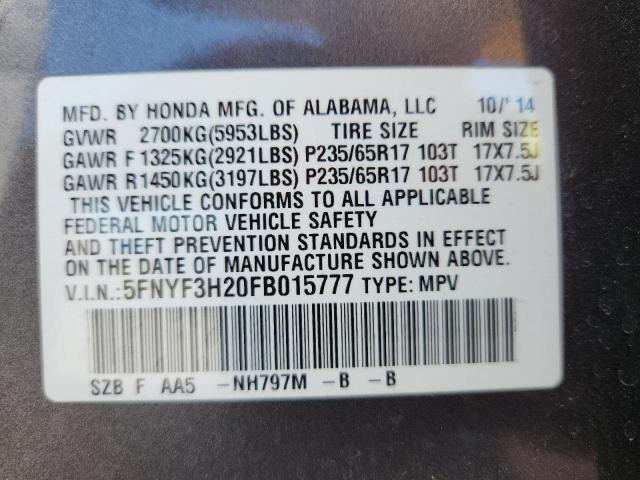 MFD. BY HONDA MFG. OF ALABAMA, LLC 10/'14
GVWR 2700KG(5953LBS) TIRE SIZE RIM SIZE
GAWR F 1325KG(2921LBS) P235/65R17 103T 17X7.5J
GAWR R1450KG(3197LBS) P235/65R17 103T 17X7.5J
THIS VEHICLE CONFORMS TO ALL APPLICABLE
FEDERAL MOTOR VEHICLE SAFETY
AND THEFT PREVENTION STANDARDS IN EFFECT
ON THE DATE OF MANUFACTURE SHOWN ABOVE.
V.I.N.:5FNYF3H20FB015777 TYPE: MPV
SZB F AA5 -NH797M -B -B